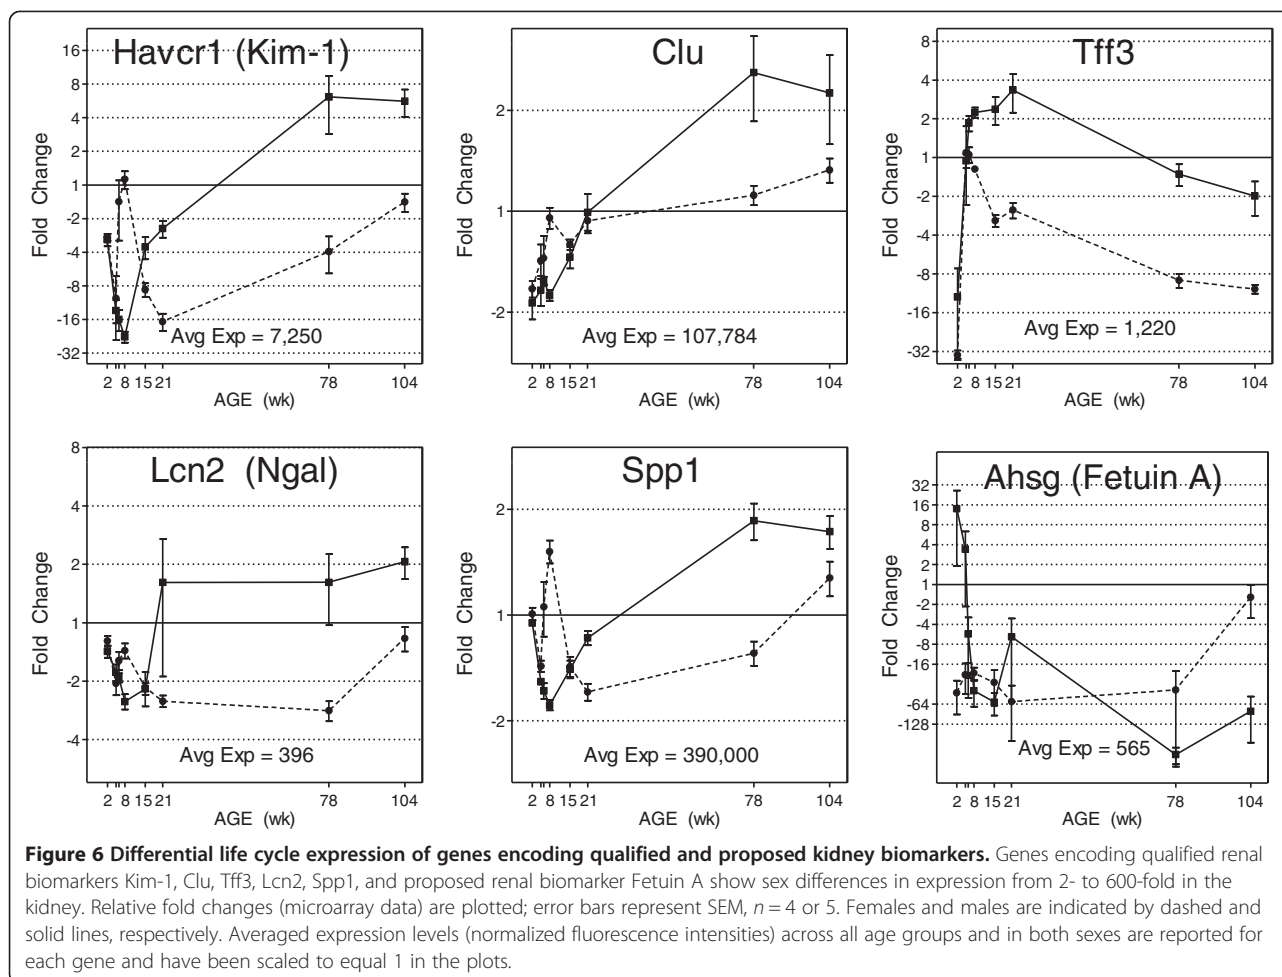 Havcr1 (Kim-1)
Fold Change
16
8
4
2
1
-2
-4
-8
-16
-32
Avg Exp = 7,250
2 8 15 21 78 104
AGE (wk)
Clu
Fold Change
2
1
-2
Avg Exp = 107,784
2 8 15 21 78 104
AGE (wk)
Tff3
Fold Change
8
4
2
1
-2
-4
-8
-16
-32
Avg Exp = 1,220
2 8 15 21 78 104
AGE (wk)
Lcn2 (Ngal)
Fold Change
8
4
2
1
-2
-4
Avg Exp = 396
2 8 15 21 78 104
AGE (wk)
Spp1
Fold Change
2
1
-2
Avg Exp = 390,000
2 8 15 21 78 104
AGE (wk)
Ahsg (Fetuin A)
Fold Change
32
16
8
4
2
1
-2
-4
-8
-16
-64
-128
Avg Exp = 565
2 8 15 21 78 104
AGE (wk)
Figure 6 Differential life cycle expression of genes encoding qualified and proposed kidney biomarkers. Genes encoding qualified renal
biomarkers Kim-1, Clu, Tff3, Lcn2, Spp1, and proposed renal biomarker Fetuin A show sex differences in expression from 2- to 600-fold in the
kidney. Relative fold changes (microarray data) are plotted; error bars represent SEM, n = 4 or 5. Females and males are indicated by dashed and
solid lines, respectively. Averaged expression levels (normalized fluorescence intensities) across all age groups and in both sexes are reported for
each gene and have been scaled to equal 1 in the plots.